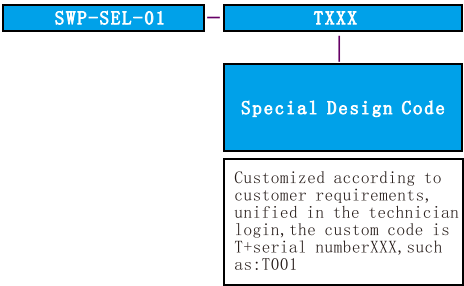 SWP-SEL-01 — TXXX
Special Design Code
Customized according to
customer requirements,
unified in the technician
login,the custom code is
T+serial numberXXX,such
as:T001